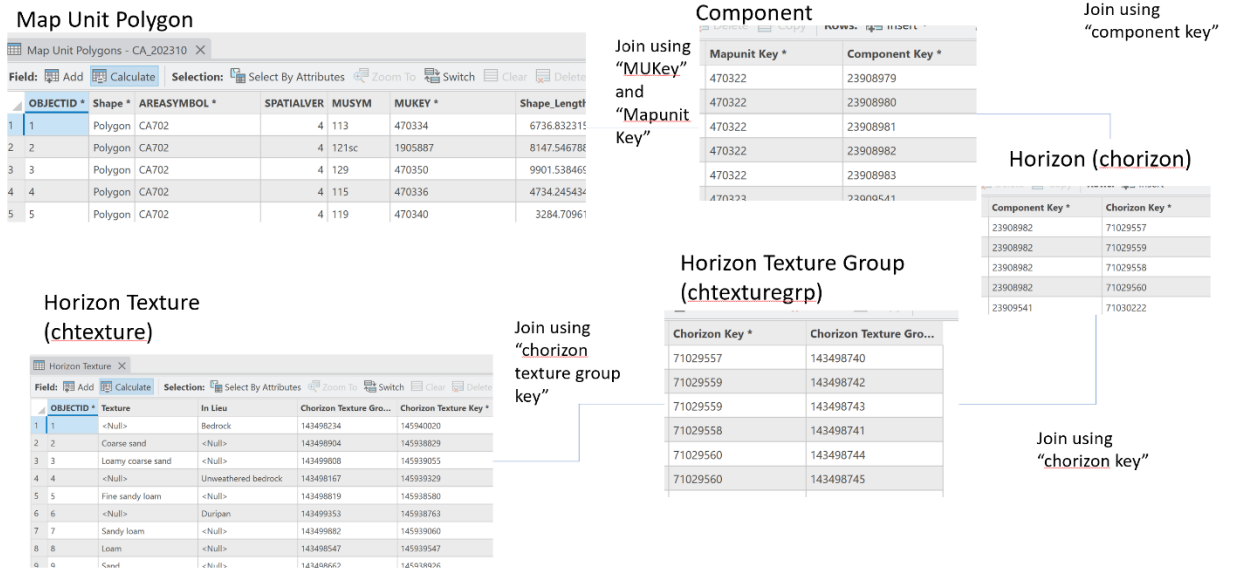 Map Unit Polygon
Map Unit Polygons - CA_202310
Field: Add Calculate Selection: Select By Attributes Zoom To Switch Clear Delete
OBJECTID * Shape * AREASYMBOL * SPATIALVER MUSYM MUKEY * Shape_Length
1 1 Polygon CA702 4 113 470334 6736.832315
2 2 Polygon CA702 4 121sc 1905887 8147.546788
3 3 Polygon CA702 4 129 470350 9901.538469
4 4 Polygon CA702 4 115 470336 4734.245434
5 5 Polygon CA702 4 119 470340 3284.70961
Join using
"MUKey"
and
"Mapunit
Key"
Component
Delete Copy Rows: Insert
Mapunit Key * Component Key *
470322 23908979
470322 23908980
470322 23908981
470322 23908982
470322 23908983
470323 23909541
Join using
"component key"
Horizon (chorizon)
Rows: Insert
Component Key * Chorizon Key *
23908982 71029557
23908982 71029559
23908982 71029558
23908982 71029560
23909541 71030222
Horizon Texture Group
(chtexturegrp)
Chorizon Key * Chorizon Texture Gro...
71029557 143498740
71029559 143498742
71029559 143498743
71029558 143498741
71029560 143498744
71029560 143498745
Join using
"chorizon key"
Join using
"chorizon
texture group
key"
Horizon Texture
(chtexture)
Horizon Texture
Field: Add Calculate Selection: Select By Attributes Zoom To Switch Clear Delete
OBJECTID * Texture In Lieu Chorizon Texture Gro... Chorizon Texture Key *
1 1 <Null> Bedrock 143498234 145940020
2 2 Coarse sand <Null> 143498904 145938829
3 3 Loamy coarse sand <Null> 143499808 145939055
4 4 <Null> Unweathered bedrock 143498167 145939329
5 5 Fine sandy loam <Null> 143498819 145938580
6 6 <Null> Duripan 143499353 145938763
7 7 Sandy loam <Null> 143499882 145939060
8 8 Loam <Null> 143498547 145939547
9 9 Sand <Null> 143498662 145938926